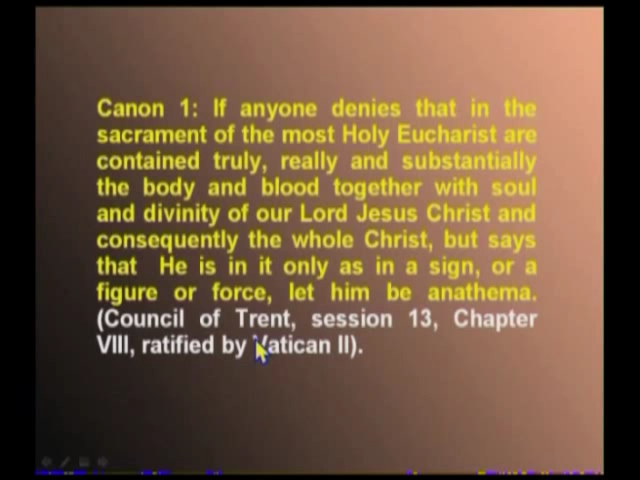 Canon 1: If anyone denies that in the
sacrament of the most Holy Eucharist are
contained truly, really and substantially
the body and blood together with soul
and divinity of our Lord Jesus Christ and
consequently the whole Christ, but says
that He is in it only as in a sign, or a
figure or force, let him be anathema.
(Council of Trent, session 13, Chapter
VIII, ratified by Vatican II).